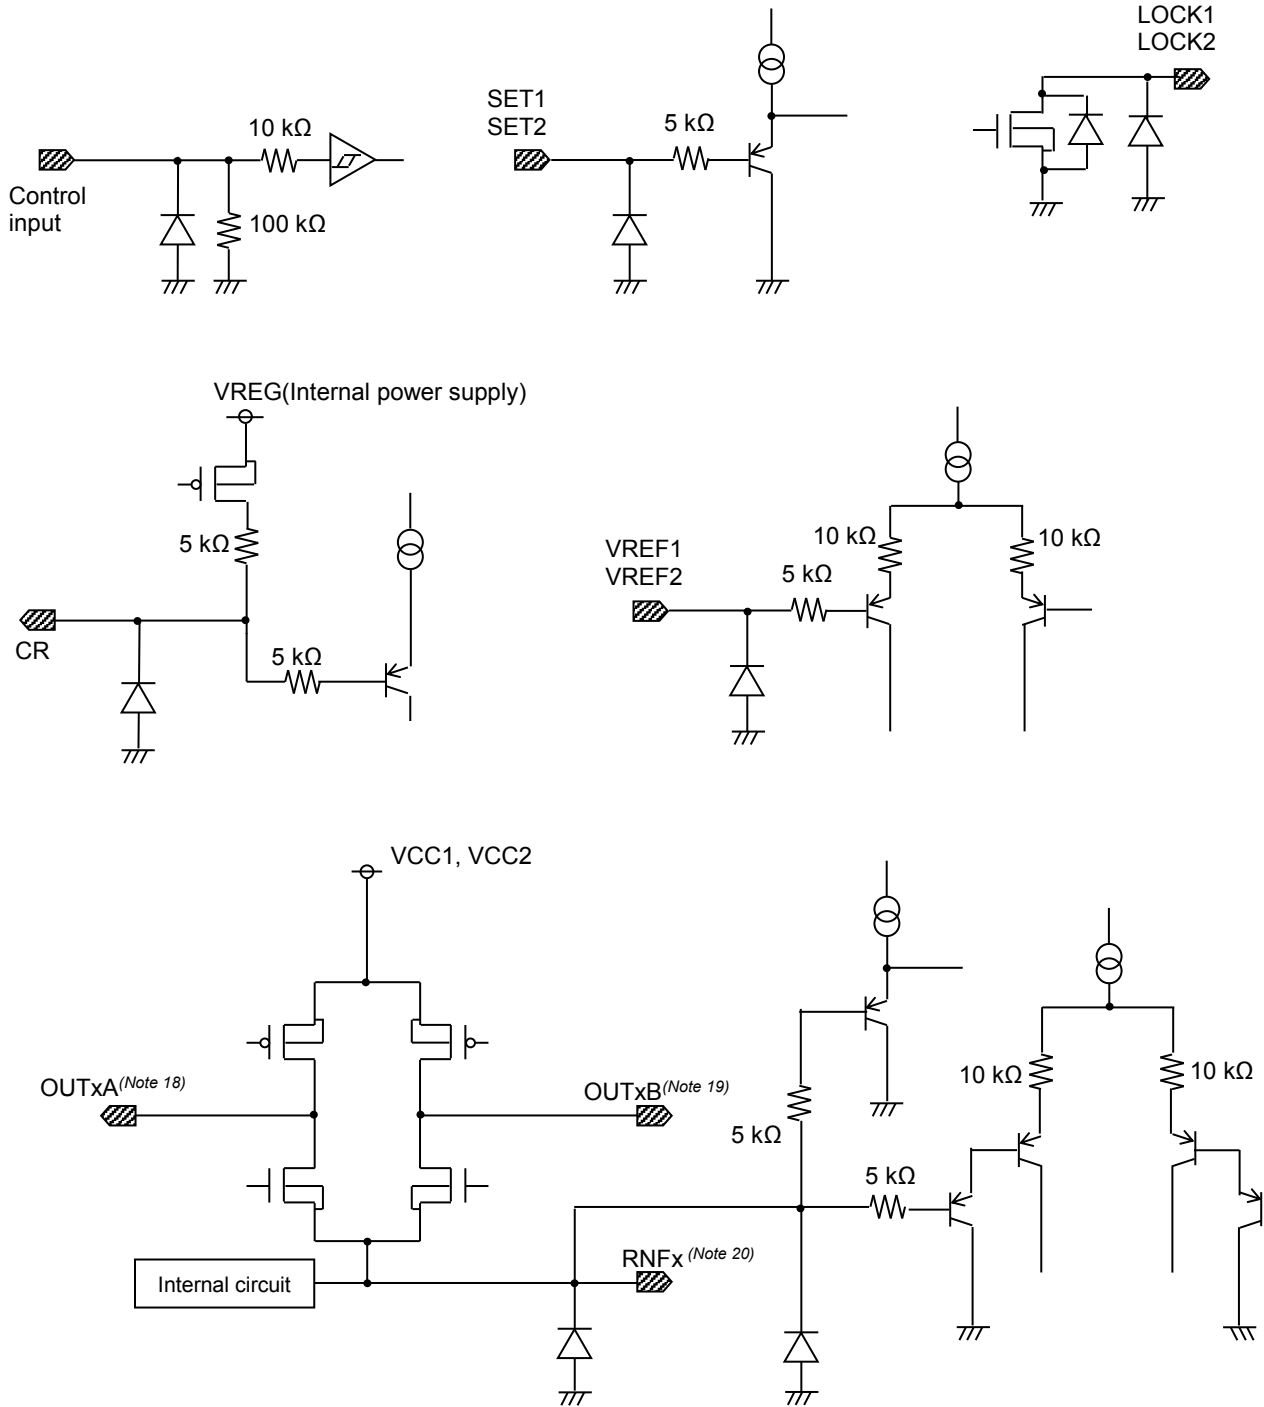 LOCK1
LOCK2
SET1
SET2
5 kΩ
10 kΩ
Control
input
100 kΩ
VREG(Internal power supply)
5 kΩ
CR
5 kΩ
VREF1
VREF2
5 kΩ
10 kΩ
10 kΩ
VCC1, VCC2
OUTxA(Note 18)
OUTxB(Note 19)
5 kΩ
10 kΩ
10 kΩ
5 kΩ
RNFx (Note 20)
Internal circuit